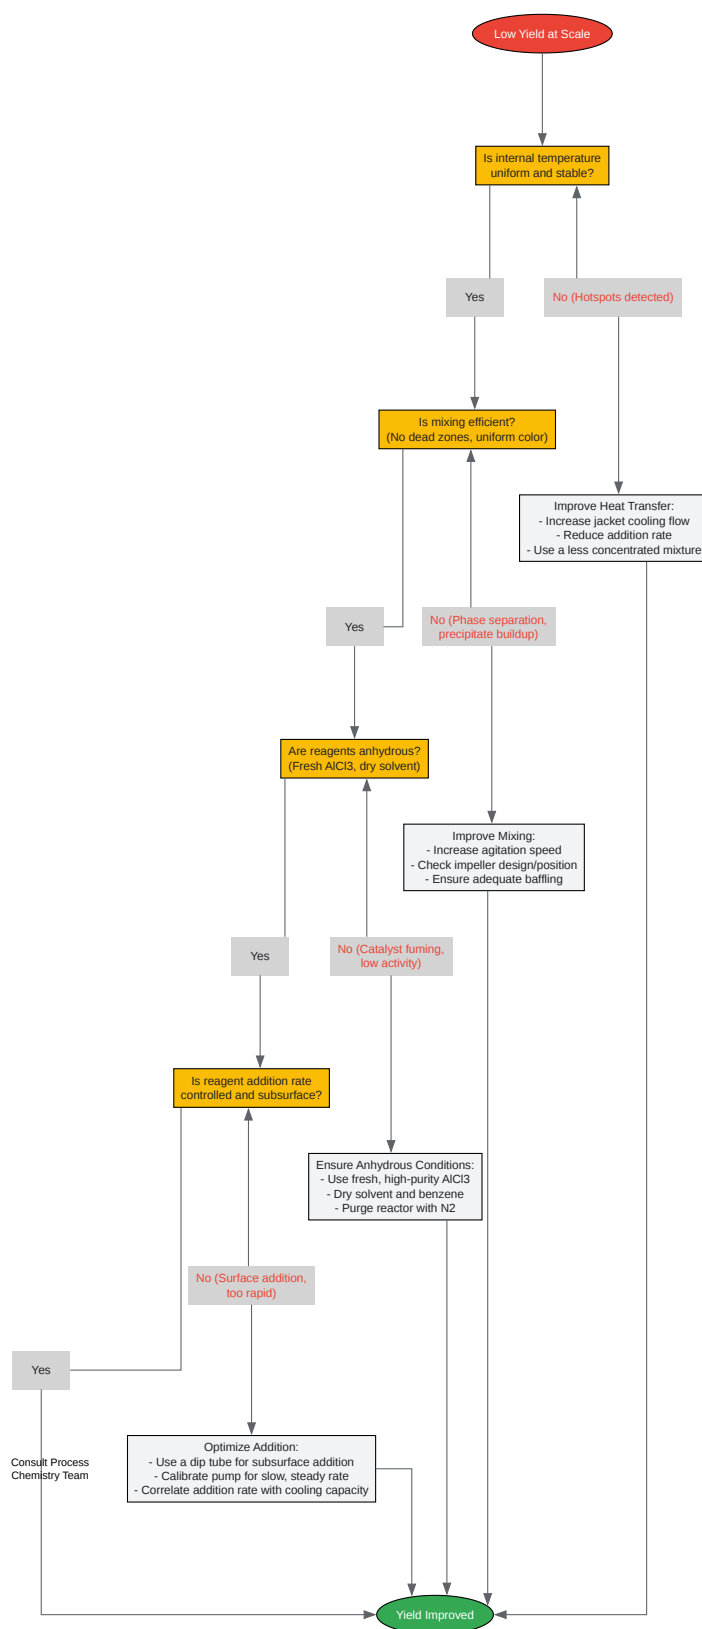 Low Yield at Scale
Is internal temperature
uniform and stable?
Yes
No (Hotspots detected)
Is mixing efficient?
(No dead zones, uniform color)
Improve Heat Transfer:
- Increase jacket cooling flow
- Reduce addition rate
- Use a less concentrated mixture
Yes
No (Phase separation,
precipitate buildup)
Are reagents anhydrous?
(Fresh AlCl3, dry solvent)
Improve Mixing:
- Increase agitation speed
- Check impeller design/position
- Ensure adequate baffling
Yes
No (Catalyst fuming,
low activity)
Is reagent addition rate
controlled and subsurface?
Ensure Anhydrous Conditions:
- Use fresh, high-purity AlCl3
- Dry solvent and benzene
- Purge reactor with N2
No (Surface addition,
too rapid)
Yes
Optimize Addition:
- Use a dip tube for subsurface addition
- Calibrate pump for slow, steady rate
- Correlate addition rate with cooling capacity
Consult Process
Chemistry Team
Yield Improved